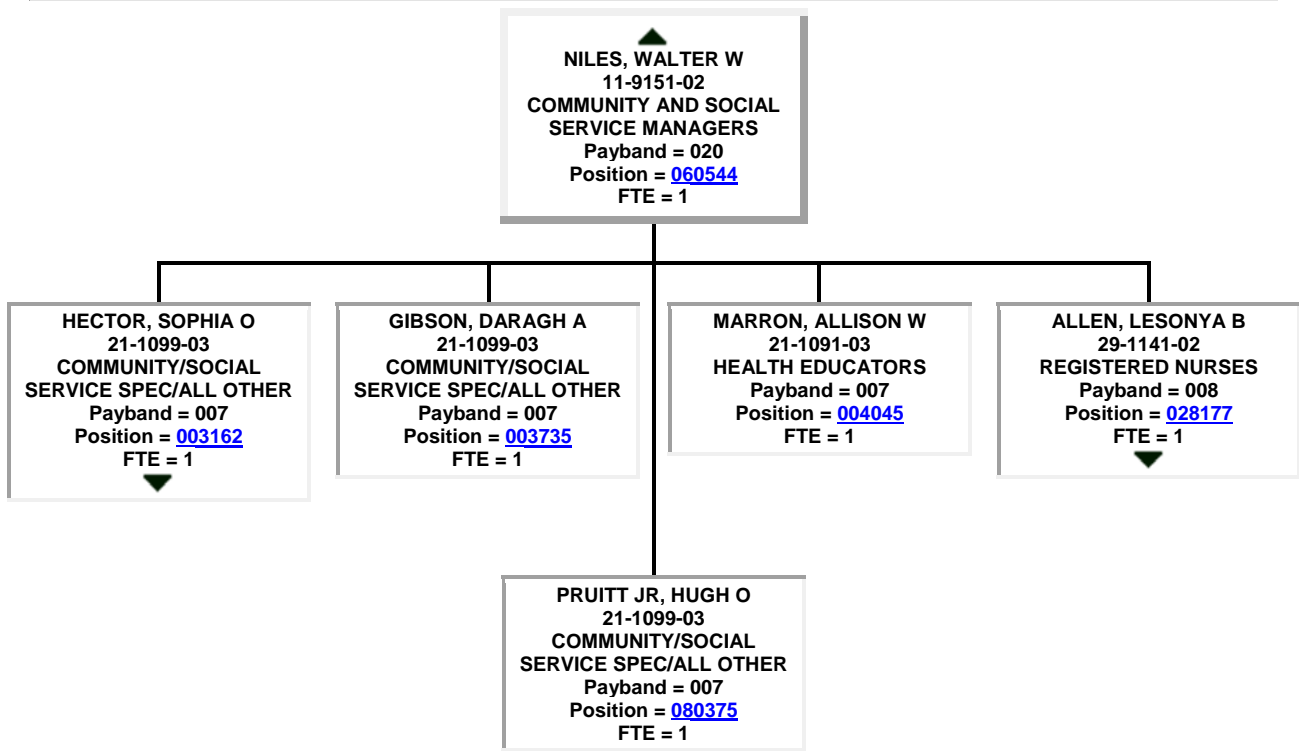 NILES, WALTER W
11-9151-02
COMMUNITY AND SOCIAL
SERVICE MANAGERS
Payband = 020
Position = 060544
FTE = 1
HECTOR, SOPHIA O
21-1099-03
COMMUNITY/SOCIAL
SERVICE SPEC/ALL OTHER
Payband = 007
Position = 003162
FTE = 1
GIBSON, DARAGH A
21-1099-03
COMMUNITY/SOCIAL
SERVICE SPEC/ALL OTHER
Payband = 007
Position = 003735
FTE = 1
MARRON, ALLISON W
21-1091-03
HEALTH EDUCATORS
Payband = 007
Position = 004045
FTE = 1
ALLEN, LESONYA B
29-1141-02
REGISTERED NURSES
Payband = 008
Position = 028177
FTE = 1
PRUITT JR, HUGH O
21-1099-03
COMMUNITY/SOCIAL
SERVICE SPEC/ALL OTHER
Payband = 007
Position = 080375
FTE = 1